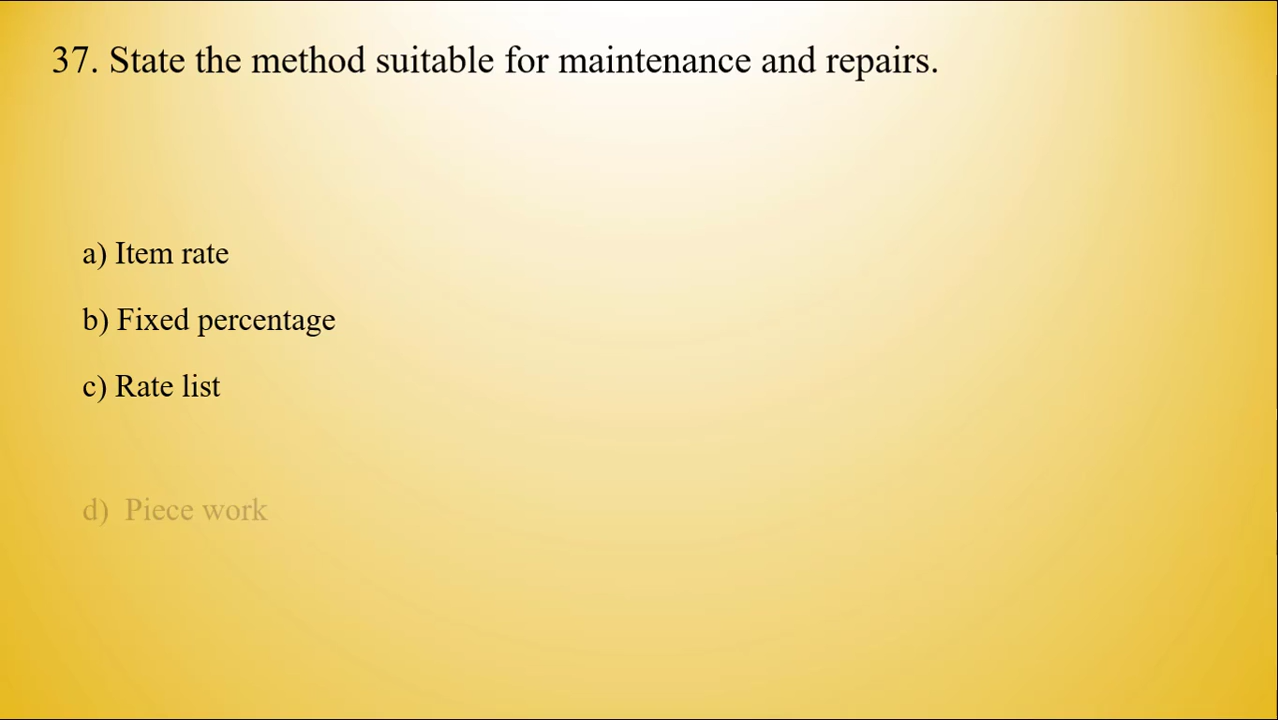 37. State the method suitable for maintenance and repairs.
a) Item rate
b) Fixed percentage
c) Rate list
d) Piece work